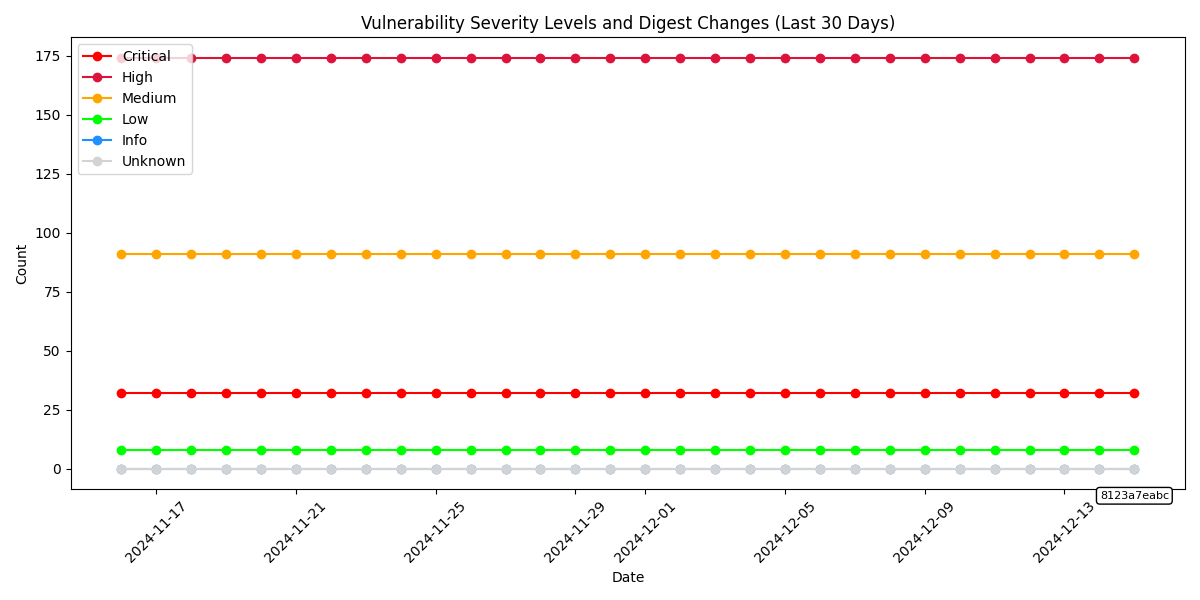 Vulnerability Severity Levels and Digest Changes (Last 30 Days)
Critical
High
Medium
Low
Info
Unknown
Count
175
150
125
100
75
50
25
0
8123a7eabc
2024-11-17
2024-11-21
2024-11-25
2024-11-29
2024-12-01
2024-12-05
2024-12-09
2024-12-13
Date